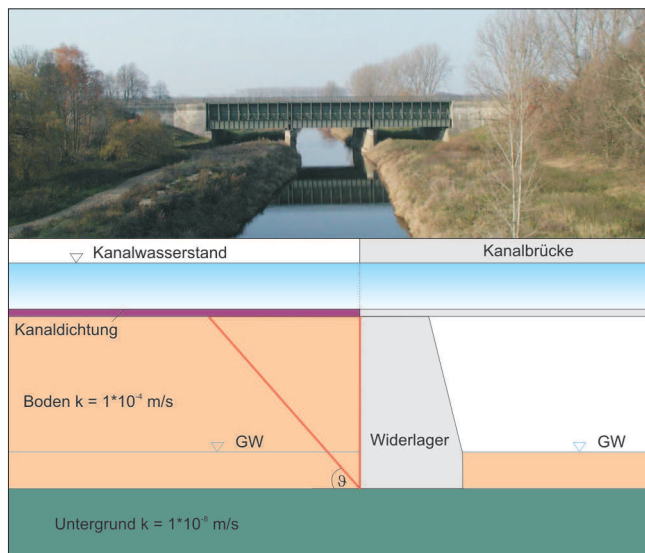 Kanalwasserstand
Kanalbrücke
Kanaldichtung
Boden k = 1*10⁻⁴ m/s
GW
Widerlager
GW
ϑ
Untergrund k = 1*10⁻⁸ m/s